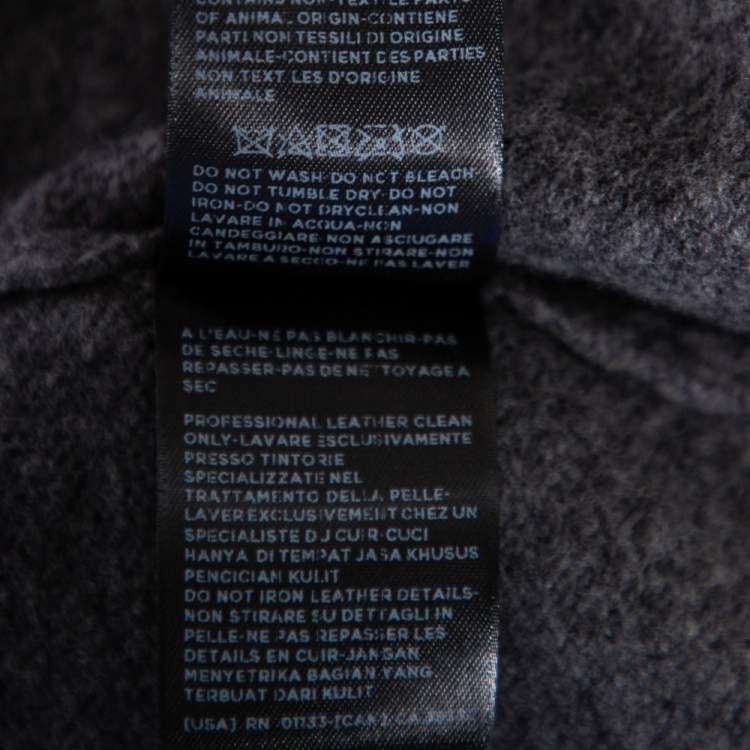 CONTAINS NON-TEXTILE PARTS
OF ANIMAL ORIGIN-CONTIENE
PARTI NON TESSILI DI ORIGINE
ANIMALE-CONTIENT DES PARTIES
NON TEXTILES D'ORIGINE
ANIMALE
DO NOT WASH-DO NOT BLEACH-
DO NOT TUMBLE DRY-DO NOT
IRON-DO NOT DRYCLEAN-NON
LAVARE IN ACQUA-NON
CANDEGGIARE-NON ASCIUGARE
IN TAMBURO-NON STIRARE-NON
LAVARE A SECCO-NE PAS LAVER
A L'EAU-NE PAS BLANCHIR-PAS
DE SECHE-LINGE-NE PAS
REPASSER-PAS DE NETTOYAGE A
SEC
PROFESSIONAL LEATHER CLEAN
ONLY-LAVARE ESCLUSIVAMENTE
PRESSO TINTORIE
SPECIALIZZATE NEL
TRATTAMENTO DELLA PELLE-
LAVER EXCLUSIVEMENT CHEZ UN
SPECIALISTE DU CUIR-CUCI
HANYA DI TEMPAT JASA KHUSUS
PENCICIAN KULIT
DO NOT IRON LEATHER DETAILS-
NON STIRARE SU DETTAGLI IN
PELLE-NE PAS REPASSER LES
DETAILS EN CUIR-JANGAN
MENYETRIKA BAGIAN YANG
TERBUAT DARI KULIT
[USA] RN